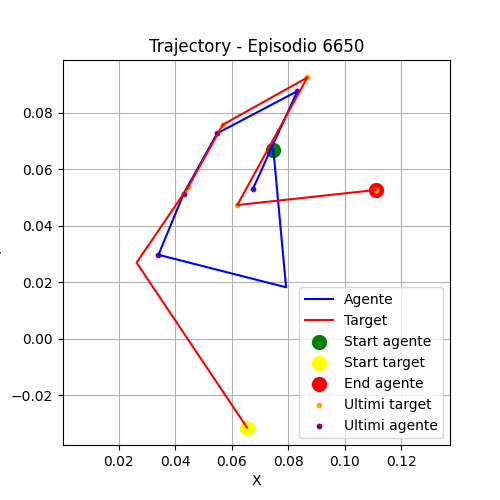 Trajectory - Episodio 6650
0.08
0.06
0.04
0.02
0.00
−0.02
0.02
0.04
0.06
0.08
0.10
0.12
X
Agente
Target
Start agente
Start target
End agente
Ultimi target
Ultimi agente